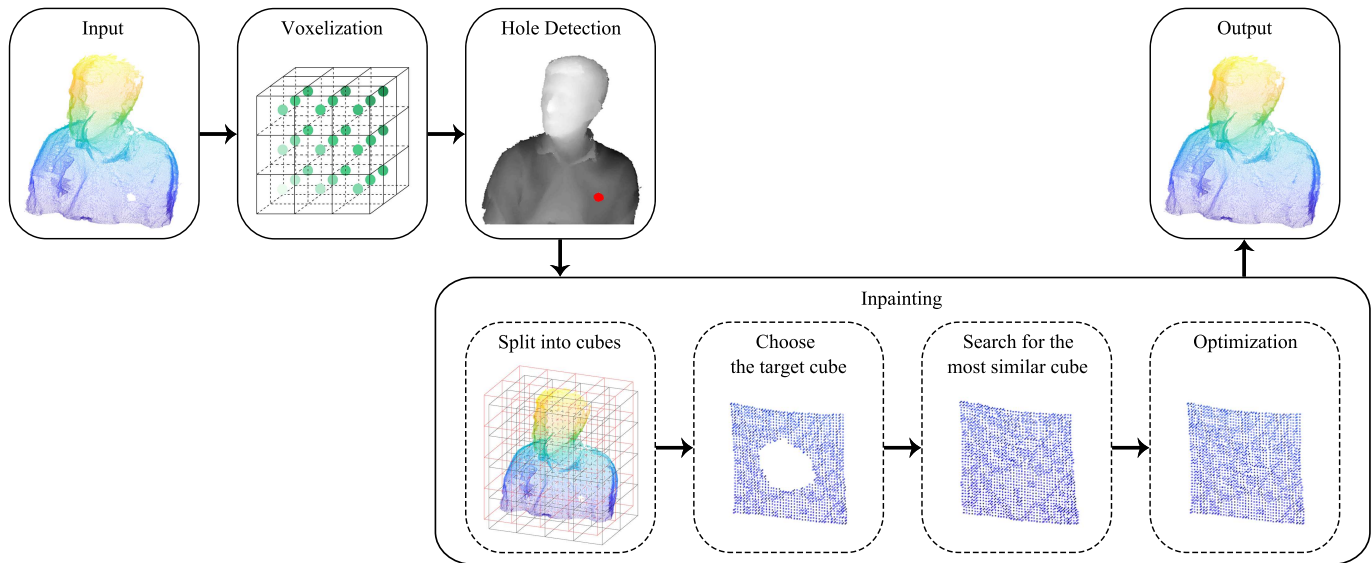 Input
Voxelization
Hole Detection
Output
Inpainting
Split into cubes
Choose
the target cube
Search for the
most similar cube
Optimization